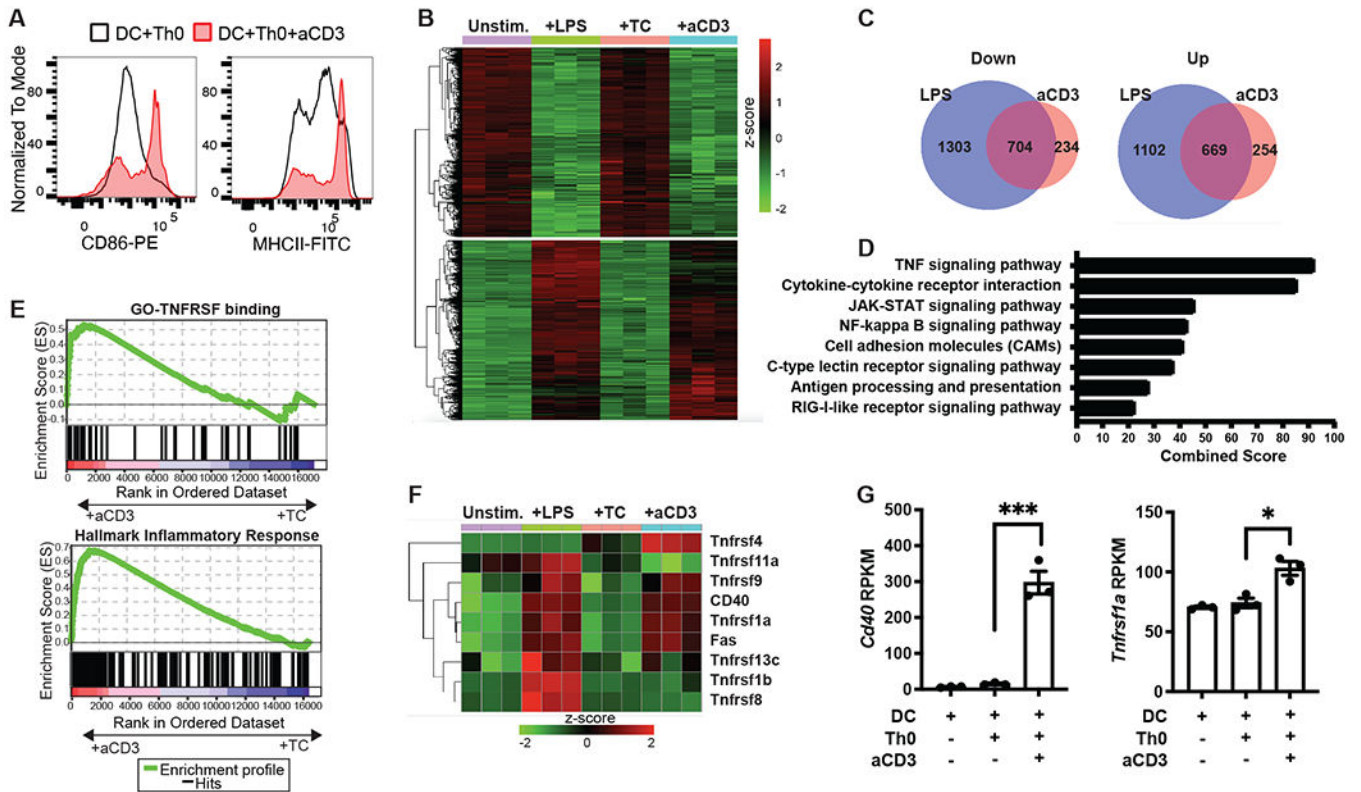 A
DC+Th0 DC+Th0+aCD3
Normalized To Mode
80
40
0
0 10 5
CD86-PE
80
40
0
0 10 5
MHCII-FITC
B
Unstim. +LPS +TC +aCD3
2
1
0
-1
-2
z-score
C
Down
LPS aCD3
1303 704 234
Up
LPS aCD3
1102 669 254
D
TNF signaling pathway
Cytokine-cytokine receptor interaction
JAK-STAT signaling pathway
NF-kappa B signaling pathway
Cell adhesion molecules (CAMs)
C-type lectin receptor signaling pathway
Antigen processing and presentation
RIG-I-like receptor signaling pathway
0 10 20 30 40 50 60 70 80 90 100
Combined Score
E
GO-TNFRSF binding
Enrichment Score (ES)
0.5
0.4
0.3
0.2
0.1
0.0
-0.1
0 2000 4000 6000 8000 10000 12000 14000 16000
Rank in Ordered Dataset
+aCD3 +TC
Hallmark Inflammatory Response
Enrichment Score (ES)
0.7
0.6
0.5
0.4
0.3
0.2
0.1
0.0
0 2000 4000 6000 8000 10000 12000 14000 16000
Rank in Ordered Dataset
+aCD3 +TC
Enrichment profile
Hits
F
Unstim. +LPS +TC +aCD3
Tnfrsf4
Tnfrsf11a
Tnfrsf9
CD40
Tnfrsf1a
Fas
Tnfrsf13c
Tnfrsf1b
Tnfrsf8
z-score
-2 0 2
G
Cd40 RPKM
500
400
300
200
100
0
***
DC + + +
Th0 - + +
aCD3 - - +
Tnfrsf1a RPKM
150
100
50
0
*
DC + + +
Th0 - + +
aCD3 - - +